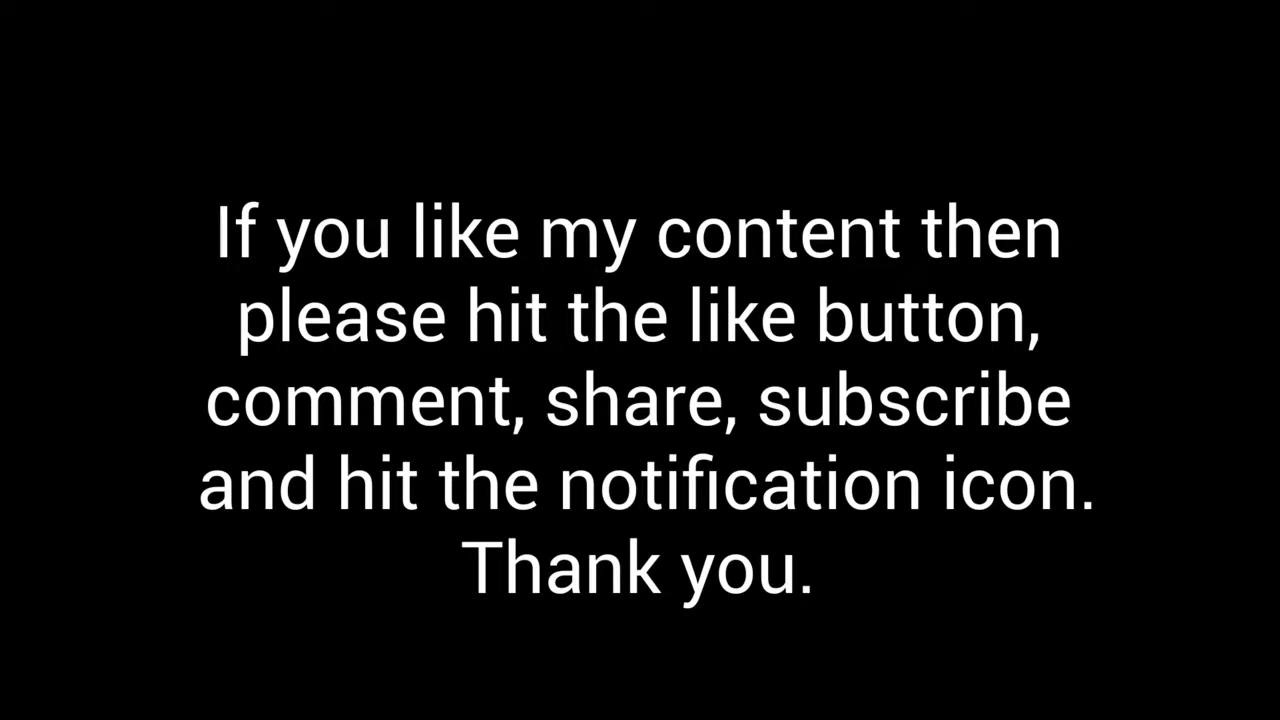 If you like my content then
please hit the like button,
comment, share, subscribe
and hit the notification icon.
Thank you.